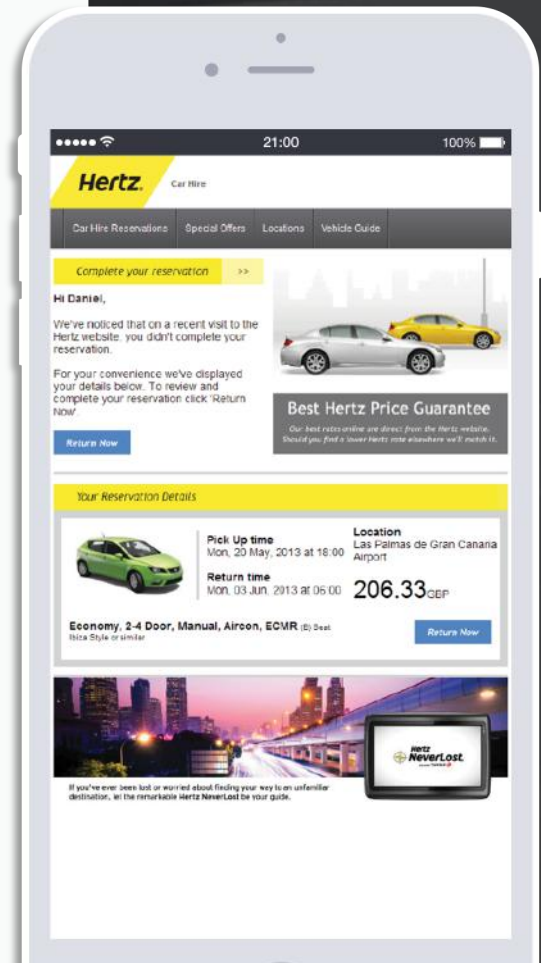 21:00
100%
Hertz.
Car Hire
Car Hire Reservations Special Offers Locations Vehicle Guide
Complete your reservation >>
Hi Daniel,
We've noticed that on a recent visit to the
Hertz website, you didn't complete your
reservation.
For your convenience we've displayed
your details below. To review and
complete your reservation click 'Return
Now'
Return Now
Best Hertz Price Guarantee
Our best rates online are direct from the Hertz website.
Should you find a lower Hertz rate elsewhere we'll match it.
Your Reservation Details
Pick Up time
Mon, 20 May, 2013 at 18:00
Return time
Mon, 03 Jun, 2013 at 06:00
Location
Las Palmas de Gran Canaria
Airport
206.33GBP
Economy, 2-4 Door, Manual, Aircon, ECMR (E) Seat
Ibiza Style or similar
Return Now
Hertz
NeverLost
If you've ever been lost or worried about finding your way to an unfamiliar
destination, let the remarkable Hertz NeverLost be your guide.